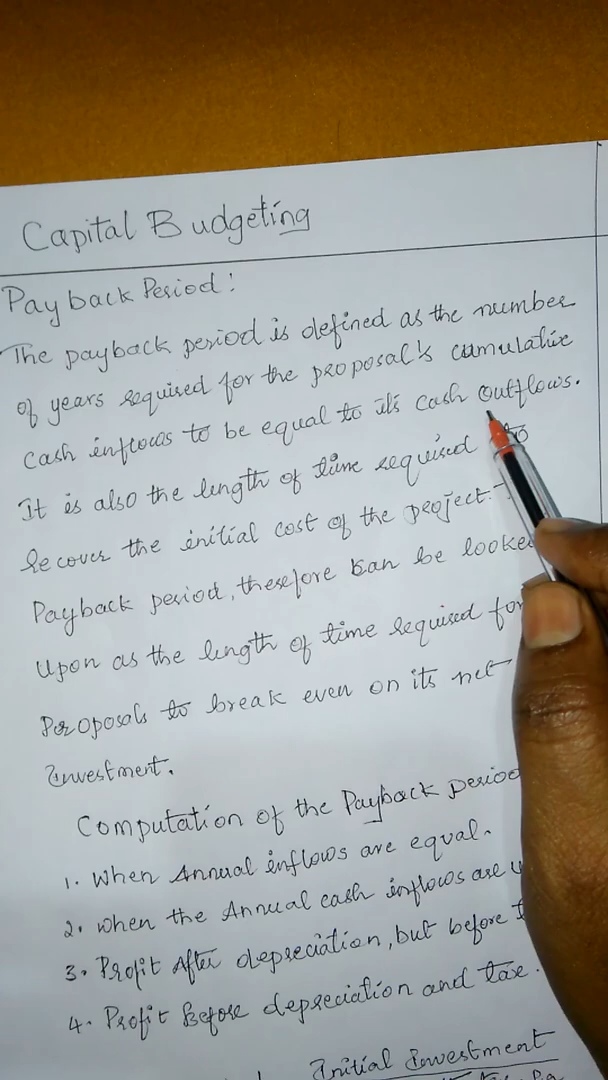 Capital Budgeting
Payback Period:
The payback period is defined as the number
of years required for the proposal's cumulative
cash inflows to be equal to its cash outflows.
It is also the length of time required to
recover the initial cost of the project.
Payback period, therefore can be looked
Upon as the length of time required for
Proposals to break even on its net
Investment.
Computation of the Payback period
1. When Annual inflows are equal.
2. When the Annual cash inflows are
3. Profit After depreciation, but before
4. Profit Before depreciation and tax.
Initial Investment